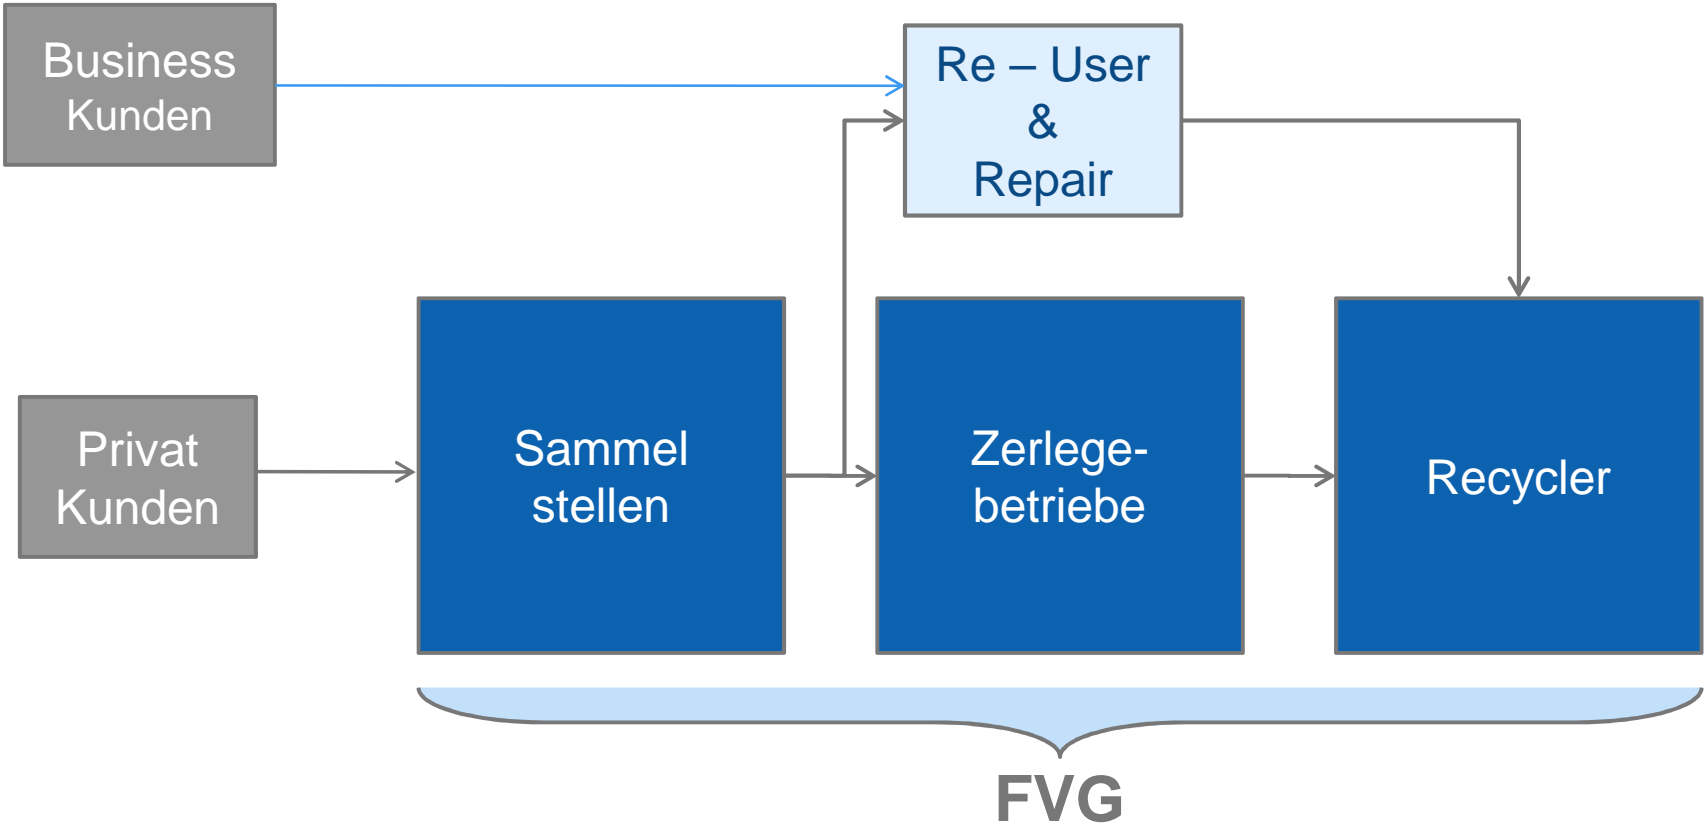 Business
Kunden
Re – User
&
Repair
Privat
Kunden
Sammel
stellen
Zerlege-
betriebe
Recycler
FVG